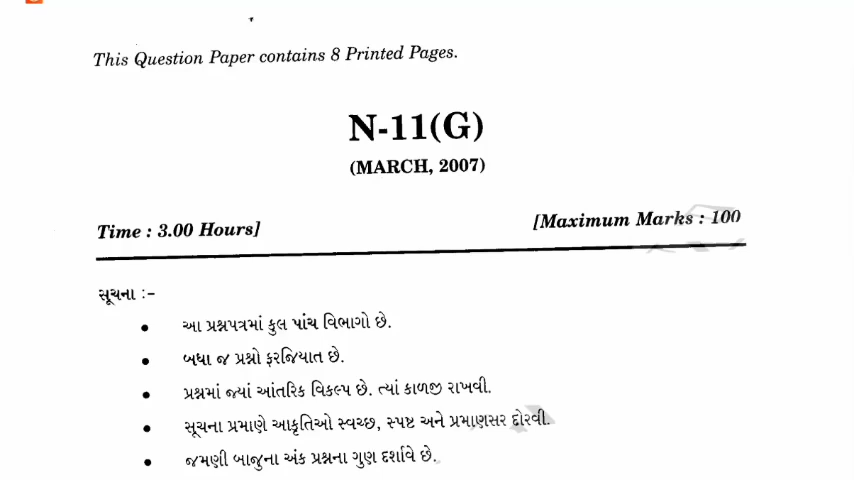 This Question Paper contains 8 Printed Pages.
N-11(G)
(MARCH, 2007)
Time : 3.00 Hours]
[Maximum Marks : 100
સૂચના :–
• આ પ્રશ્નપત્રમાં કુલ પાંચ વિભાગો છે.
• બધા જ પ્રશ્નો ફરજિયાત છે.
• પ્રશ્નમાં જ્યાં આંતરિક વિકલ્પ છે. ત્યાં કાળજી રાખવી.
• સૂચના પ્રમાણે આકૃતિઓ સ્વચ્છ, સ્પષ્ટ અને પ્રમાણસર દોરવી.
• જમણી બાજુના અંક પ્રશ્નના ગુણ દર્શાવે છે.